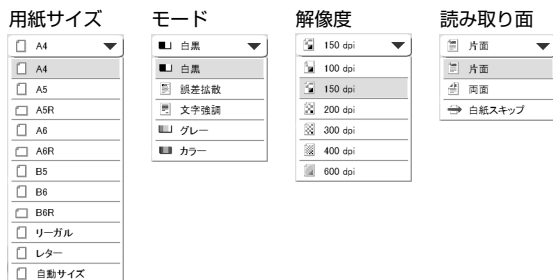 用紙サイズ
A4
A4
A5
A5R
A6
A6R
B5
B6
B6R
リーガル
レター
自動サイズ
モード
白黒
白黒
誤差拡散
文字強調
グレー
カラー
解像度
150 dpi
100 dpi
150 dpi
200 dpi
300 dpi
400 dpi
600 dpi
読み取り面
片面
片面
両面
白紙スキップ